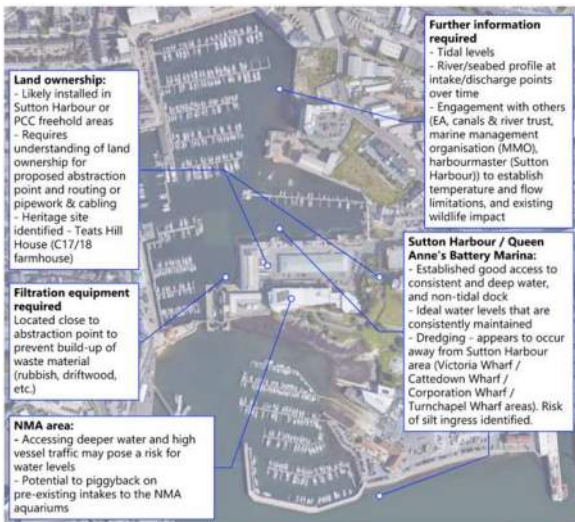 Land ownership:
- Likely installed in
Sutton Harbour or
PCC freehold areas
- Requires
understanding of land
ownership for
proposed abstraction
point and routing or
pipework & cabling
- Heritage site
identified - Teats Hill
House (C17/18
farmhouse)
Filtration equipment
required
Located close to
abstraction point to
prevent build-up of
waste material
(rubbish, driftwood,
etc.)
NMA area:
- Accessing deeper water and high
vessel traffic may pose a risk for
water levels
- Potential to piggyback on
pre-existing intakes to the NMA
aquariums
Further information
required
- Tidal levels
- River/seabed profile at
intake/discharge points
over time
- Engagement with others
(EA, canals & river trust,
marine management
organisation (MMO),
harbourmaster (Sutton
Harbour)) to establish
temperature and flow
limitations, and existing
wildlife impact
Sutton Harbour / Queen
Anne's Battery Marina:
- Established good access to
consistent and deep water,
and non-tidal dock
- Ideal water levels that are
consistently maintained
- Dredging - appears to occur
away from Sutton Harbour
area (Victoria Wharf /
Cattedown Wharf /
Corporation Wharf /
Turnchapel Wharf areas). Risk
of silt ingress identified.